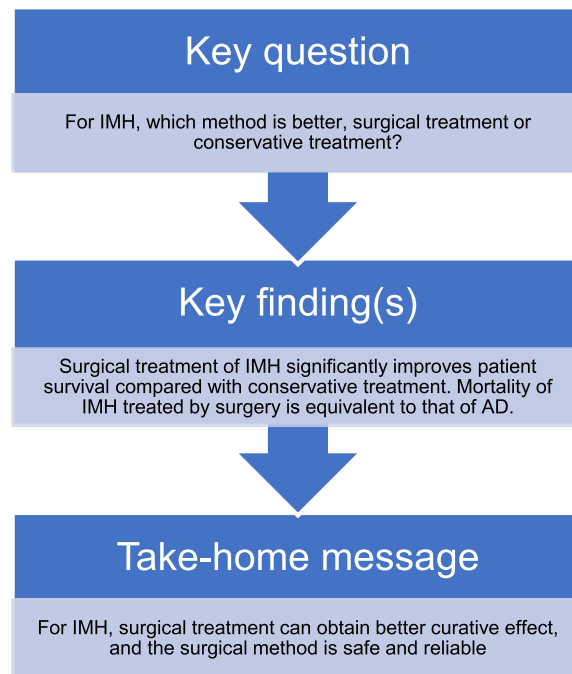 Key question
For IMH, which method is better, surgical treatment or
conservative treatment?
Key finding(s)
Surgical treatment of IMH significantly improves patient
survival compared with conservative treatment. Mortality of
IMH treated by surgery is equivalent to that of AD.
Take-home message
For IMH, surgical treatment can obtain better curative effect,
and the surgical method is safe and reliable